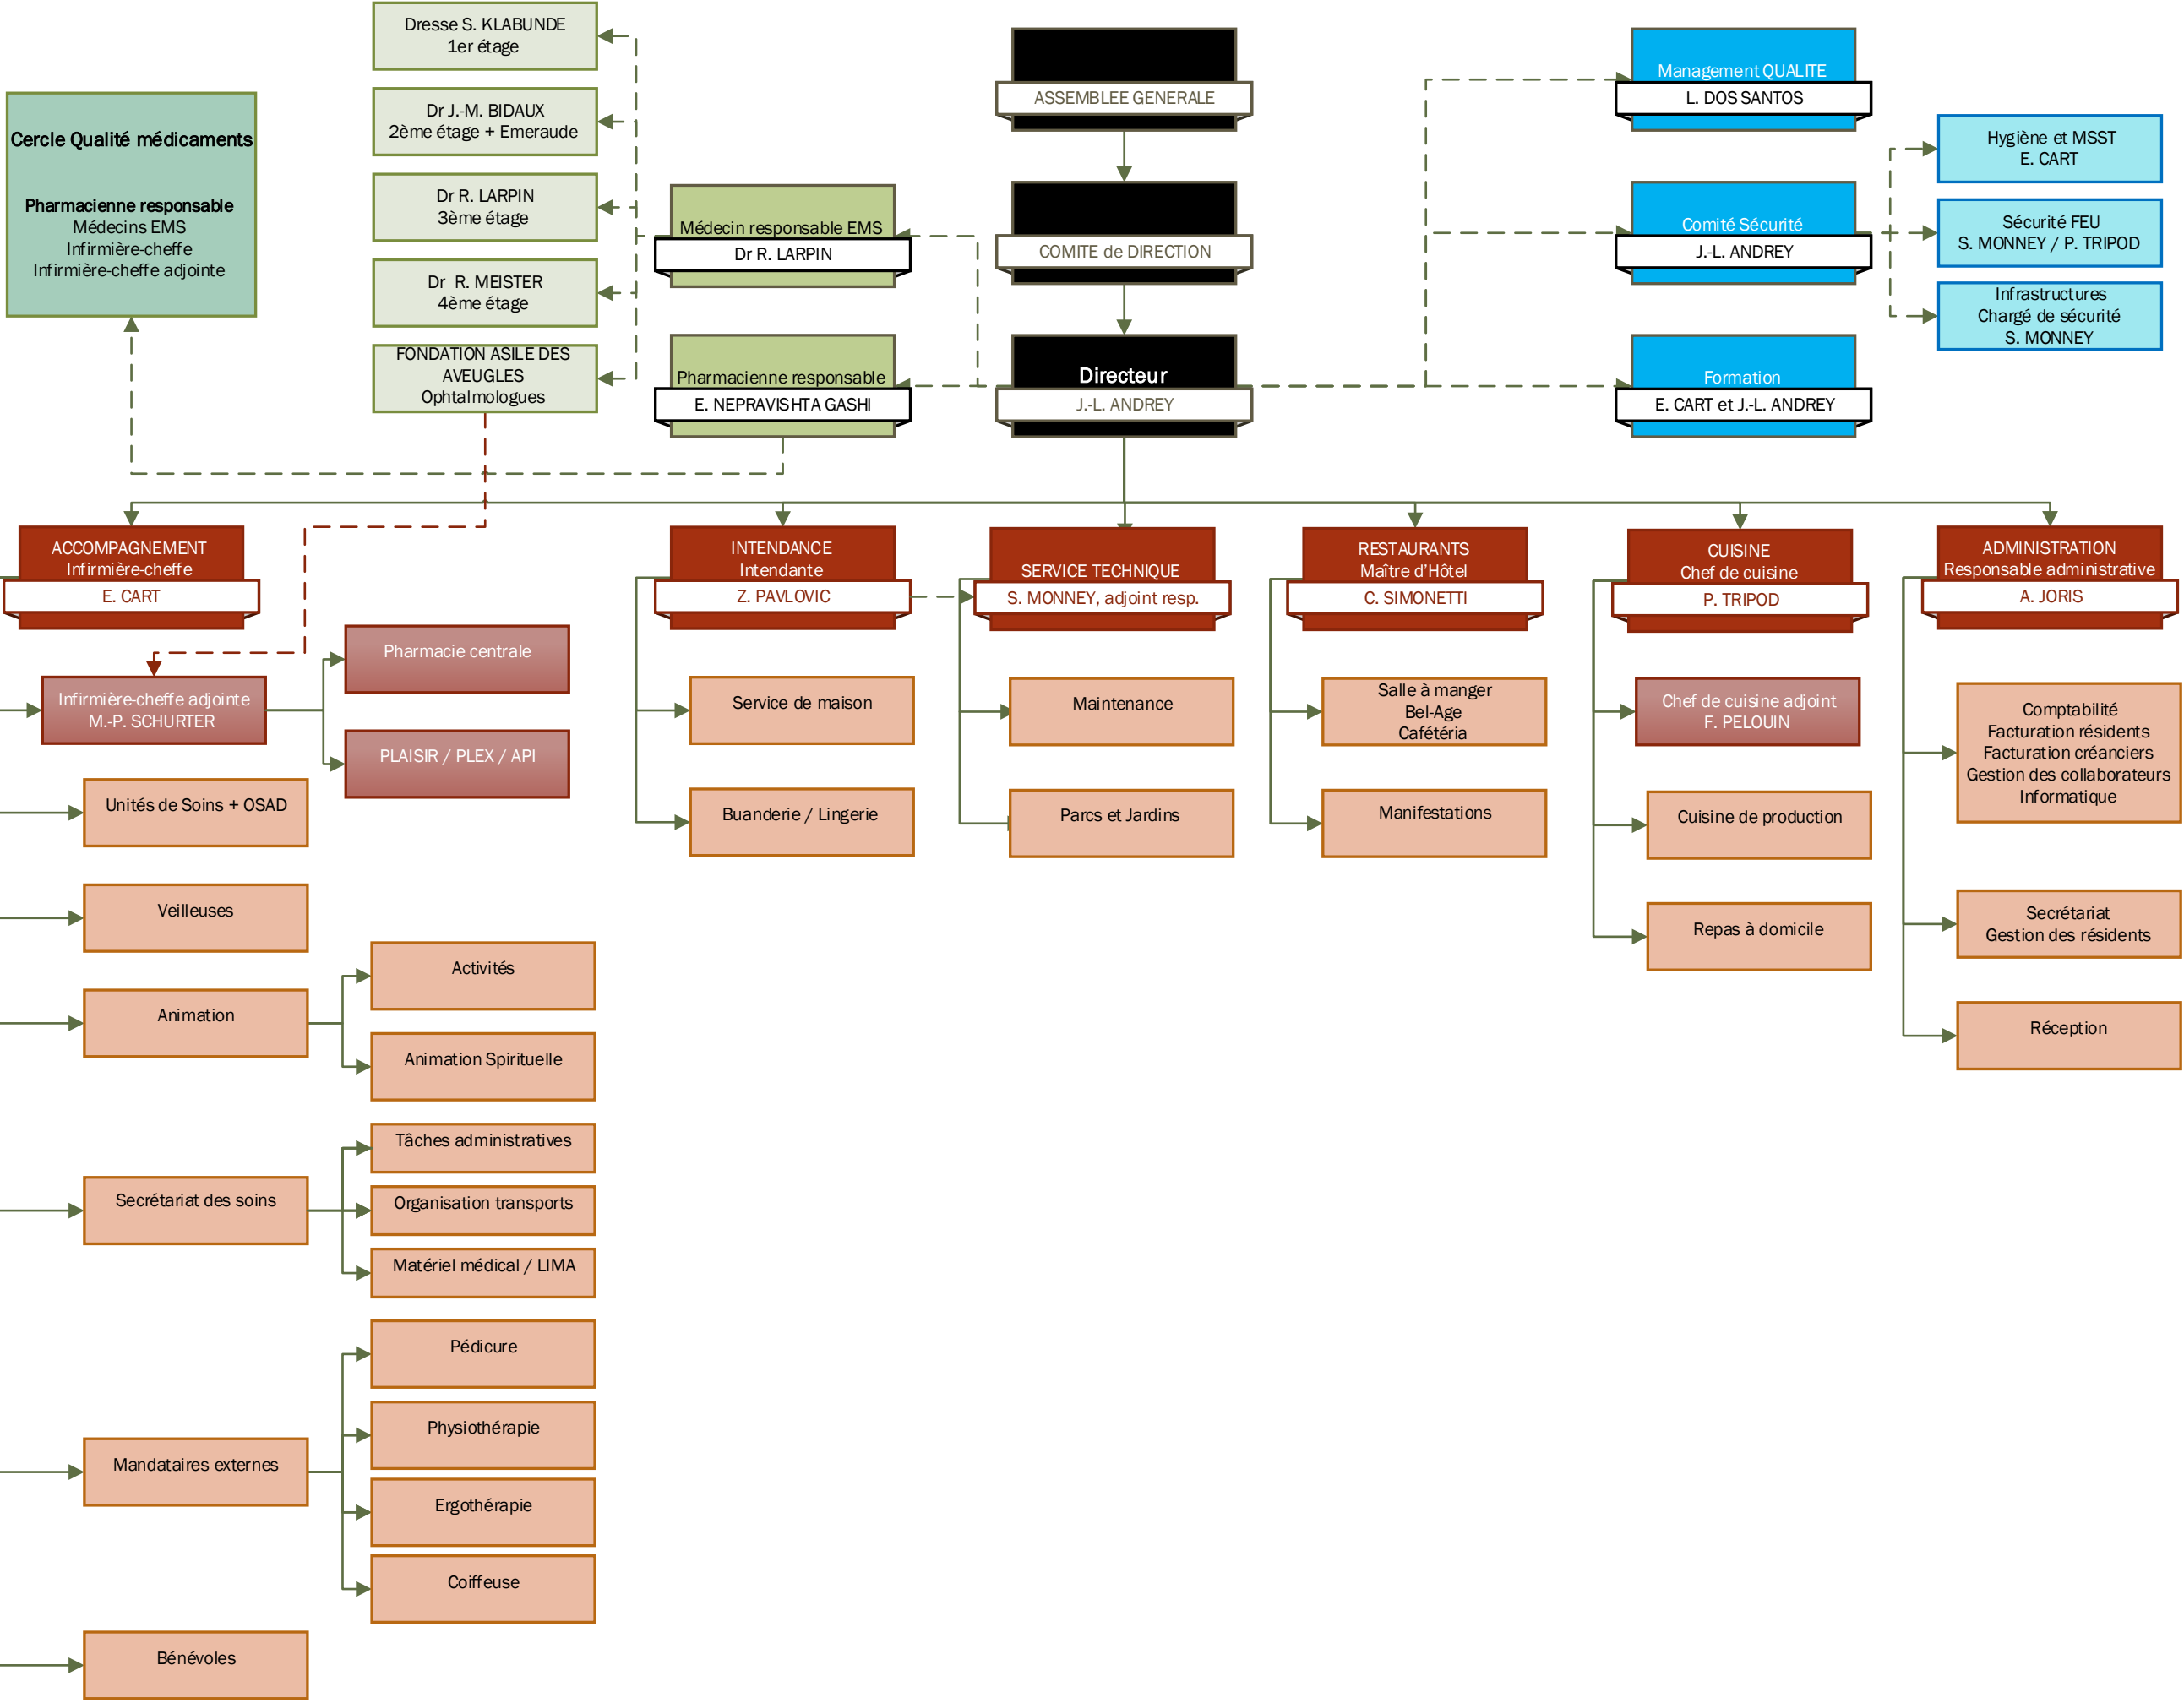 Dresse S. KLABUNDE
1er étage
Dr J.-M. BIDAUX
2ème étage + Emeraude
Dr R. LARPIN
3ème étage
Dr  R. MEISTER
4ème étage
FONDATION ASILE DES
AVEUGLES
Ophtalmologues
Cercle Qualité médicaments
Pharmacienne responsable
Médecins EMS
Infirmière-cheffe
Infirmière-cheffe adjointe
Médecin responsable EMS
Dr R. LARPIN
Pharmacienne responsable
E. NEPRAVISHTA GASHI
ASSEMBLEE GENERALE
COMITE de DIRECTION
Directeur
J.-L. ANDREY
Management QUALITE
L. DOS SANTOS
Comité Sécurité
J.-L. ANDREY
Formation
E. CART et J.-L. ANDREY
Hygiène et MSST
E. CART
Sécurité FEU
S. MONNEY / P. TRIPOD
Infrastructures
Chargé de sécurité
S. MONNEY
ACCOMPAGNEMENT
Infirmière-cheffe
E. CART
Infirmière-cheffe adjointe
M.-P. SCHURTER
Pharmacie centrale
PLAISIR / PLEX / API
Unités de Soins + OSAD
Veilleuses
Animation
Activités
Animation Spirituelle
Secrétariat des soins
Tâches administratives
Organisation transports
Matériel médical / LIMA
Mandataires externes
Pédicure
Physiothérapie
Ergothérapie
Coiffeuse
Bénévoles
INTENDANCE
Intendante
Z. PAVLOVIC
Service de maison
Buanderie / Lingerie
SERVICE TECHNIQUE
S. MONNEY, adjoint resp.
Maintenance
Parcs et Jardins
RESTAURANTS
Maître d'Hôtel
C. SIMONETTI
Salle à manger
Bel-Age
Cafétéria
Manifestations
CUISINE
Chef de cuisine
P. TRIPOD
Chef de cuisine adjoint
F. PELOUIN
Cuisine de production
Repas à domicile
ADMINISTRATION
Responsable administrative
A. JORIS
Comptabilité
Facturation résidents
Facturation créanciers
Gestion des collaborateurs
Informatique
Secrétariat
Gestion des résidents
Réception